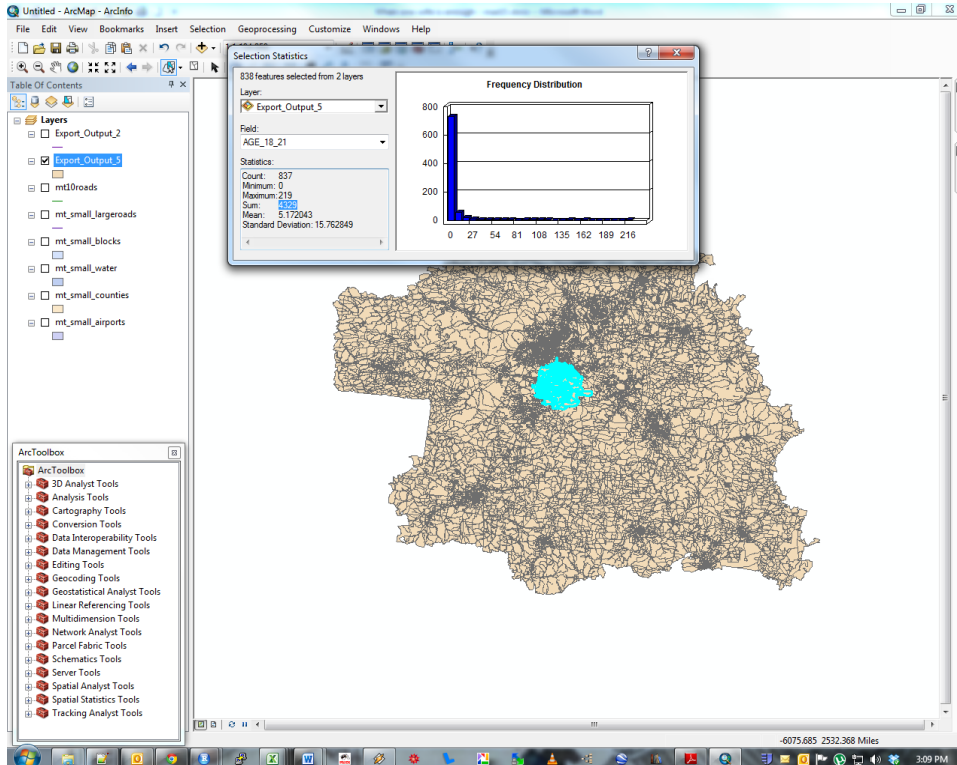 Untitled - ArcMap - ArcInfo
File Edit View Bookmarks Insert Selection Geoprocessing Customize Windows Help
Table Of Contents
Layers
Export_Output_2
Export_Output_5
mt10roads
mt_small_largeroads
mt_small_blocks
mt_small_water
mt_small_counties
mt_small_airports
Selection Statistics
838 features selected from 2 layers
Layer:
Export_Output_5
Field:
AGE_18_21
Statistics:
Count: 837
Minimum: 0
Maximum: 219
Sum: 4329
Mean: 5.172043
Standard Deviation: 15.762849
Frequency Distribution
800
600
400
200
0
0 27 54 81 108 135 162 189 216
ArcToolbox
ArcToolbox
3D Analyst Tools
Analysis Tools
Cartography Tools
Conversion Tools
Data Interoperability Tools
Data Management Tools
Editing Tools
Geocoding Tools
Geostatistical Analyst Tools
Linear Referencing Tools
Multidimension Tools
Network Analyst Tools
Parcel Fabric Tools
Schematics Tools
Server Tools
Spatial Analyst Tools
Spatial Statistics Tools
Tracking Analyst Tools
-6075.685 2532.368 Miles
3:09 PM